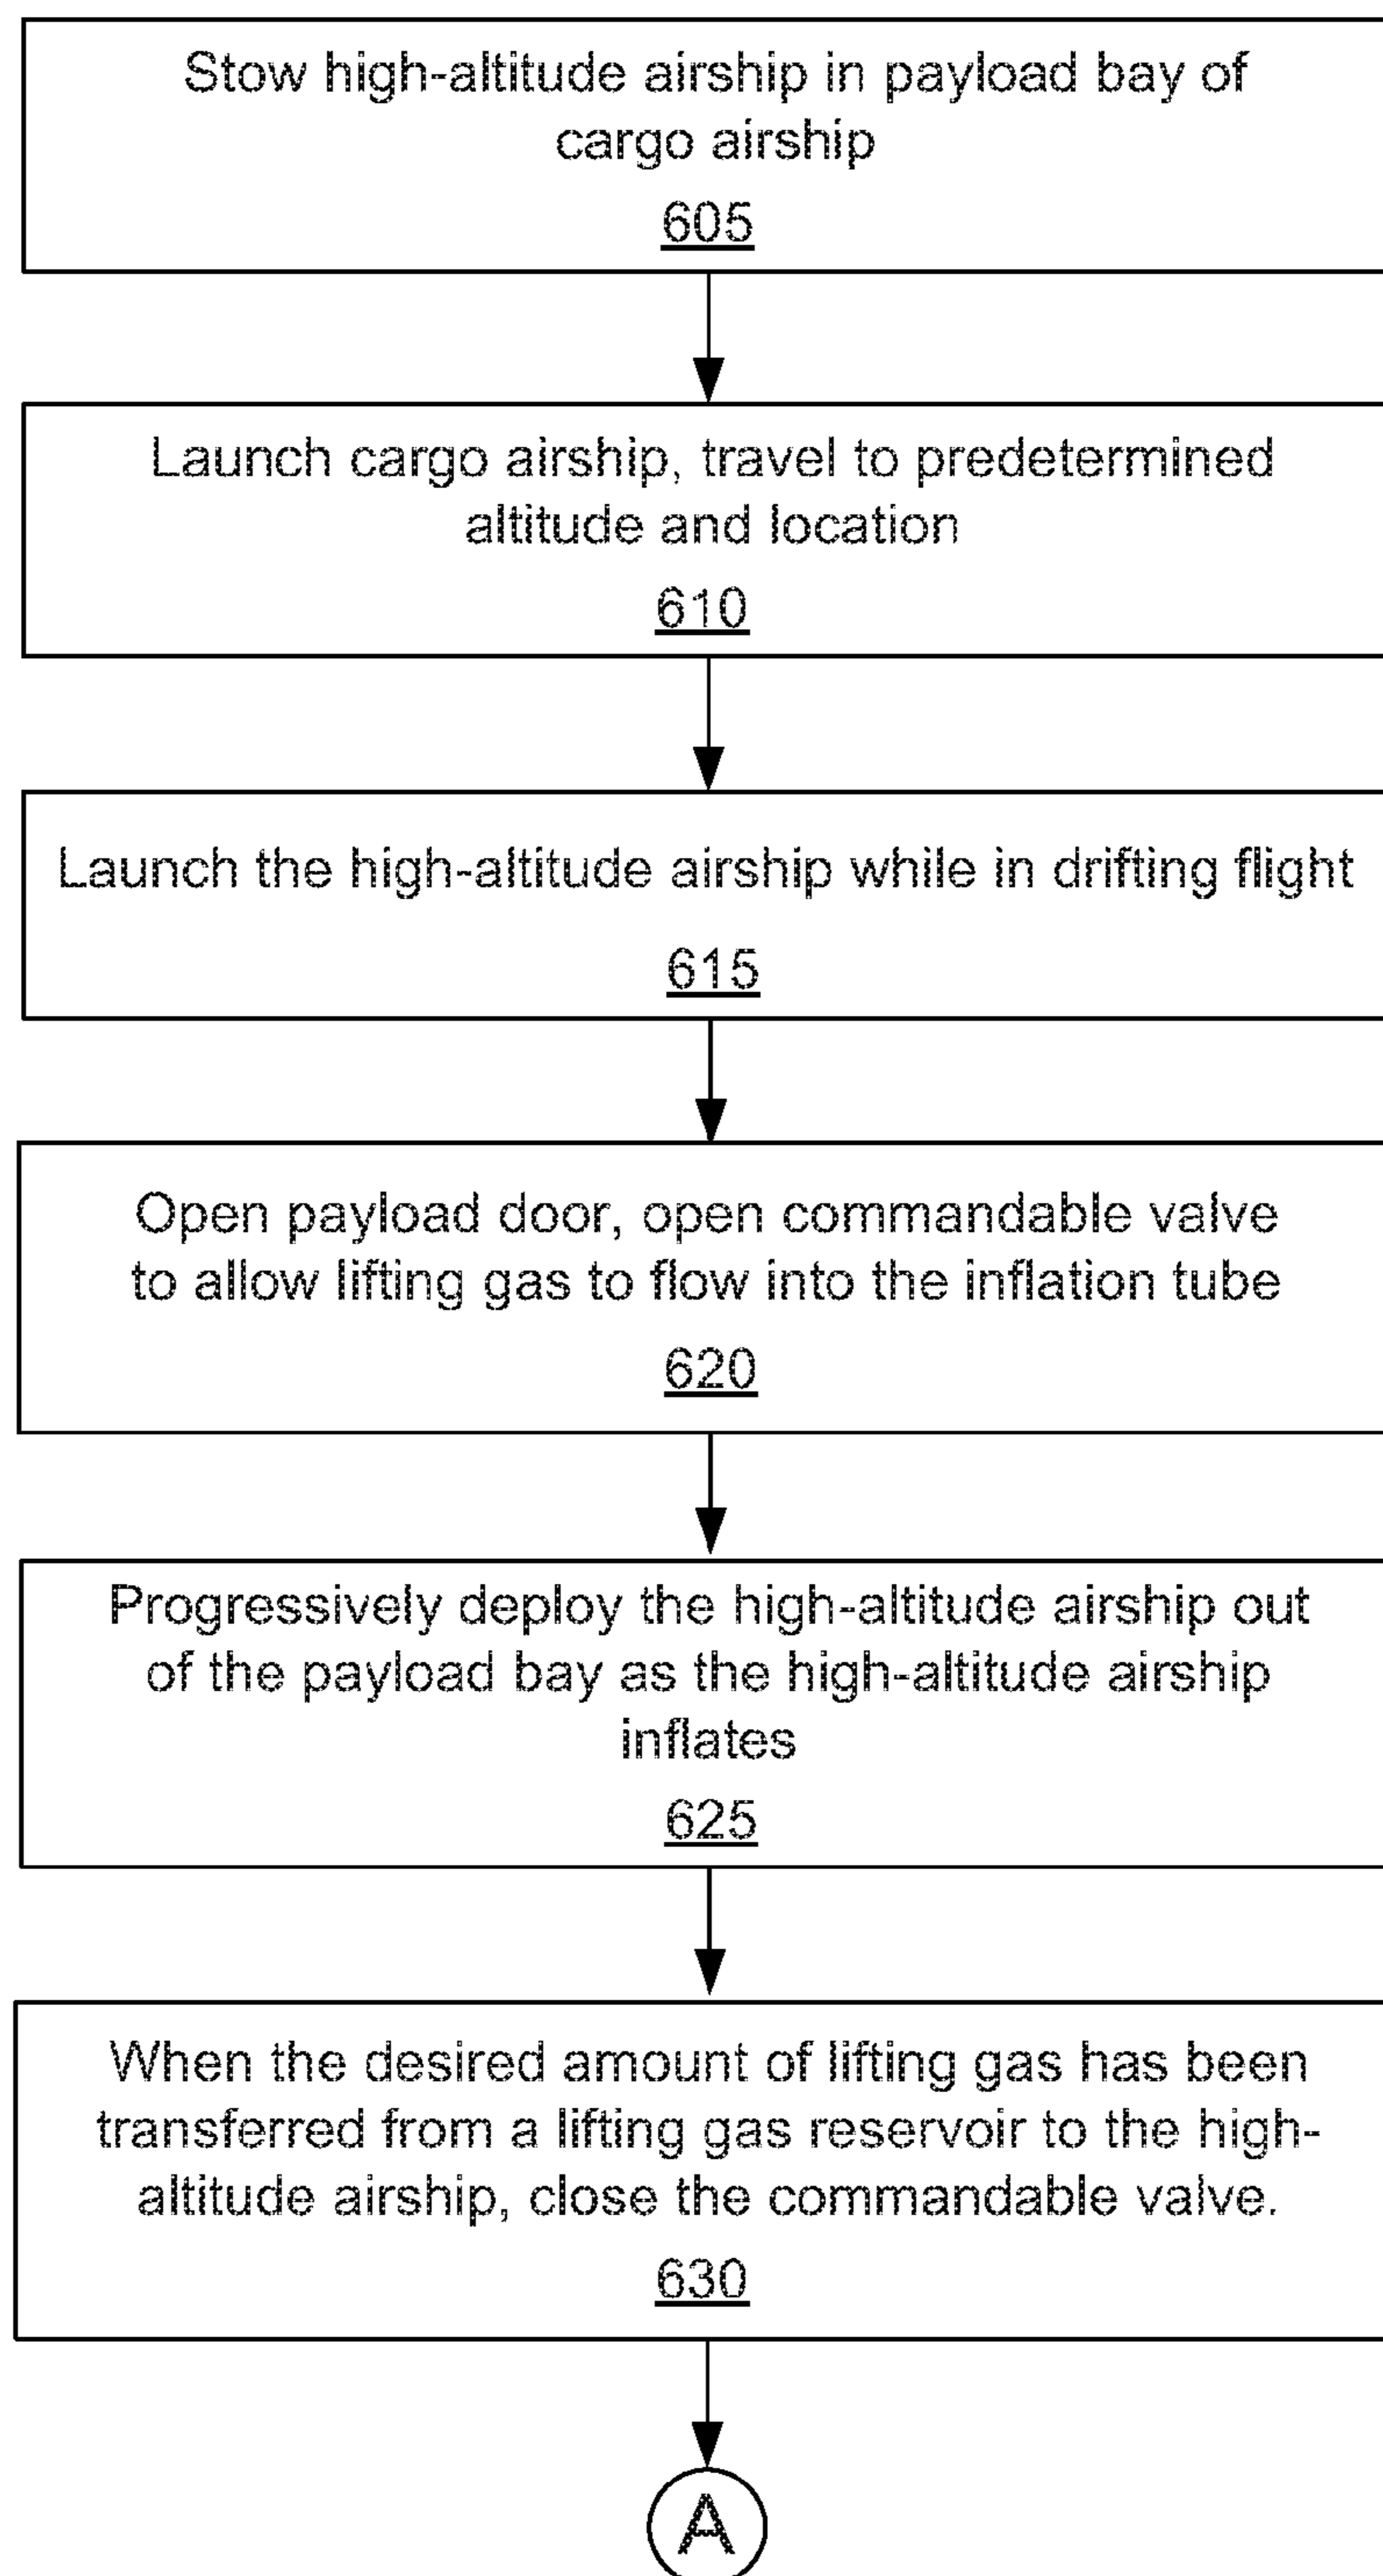 Stow high-altitude airship in payload bay of
cargo airship
605
Launch cargo airship, travel to predetermined
altitude and location
610
Launch the high-altitude airship while in drifting flight
615
Open payload door, open commandable valve
to allow lifting gas to flow into the inflation tube
620
Progressively deploy the high-altitude airship out
of the payload bay as the high-altitude airship
inflates
625
When the desired amount of lifting gas has been
transferred from a lifting gas reservoir to the high-
altitude airship, close the commandable valve.
630
A